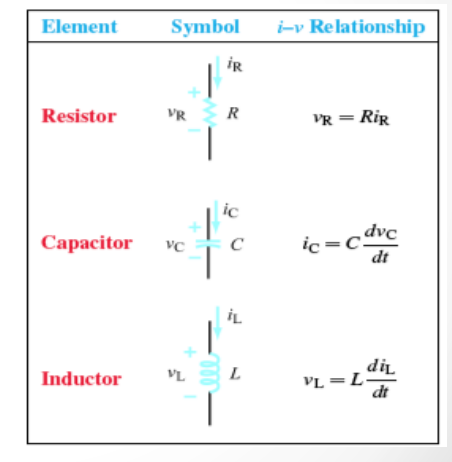 Element Symbol i–v Relationship
iR
+
Resistor vR R vR = RiR
–
iC
+
Capacitor vC C iC = C dvC/dt
–
iL
+
Inductor vL L vL = L diL/dt
–